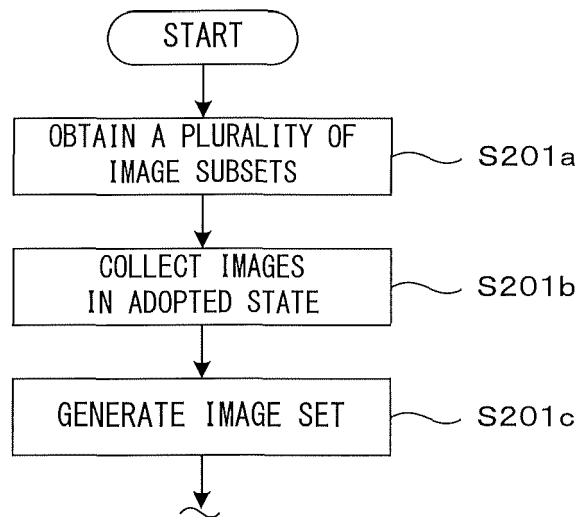 START
OBTAIN A PLURALITY OF
IMAGE SUBSETS
S201a
COLLECT IMAGES
IN ADOPTED STATE
S201b
GENERATE IMAGE SET
S201c